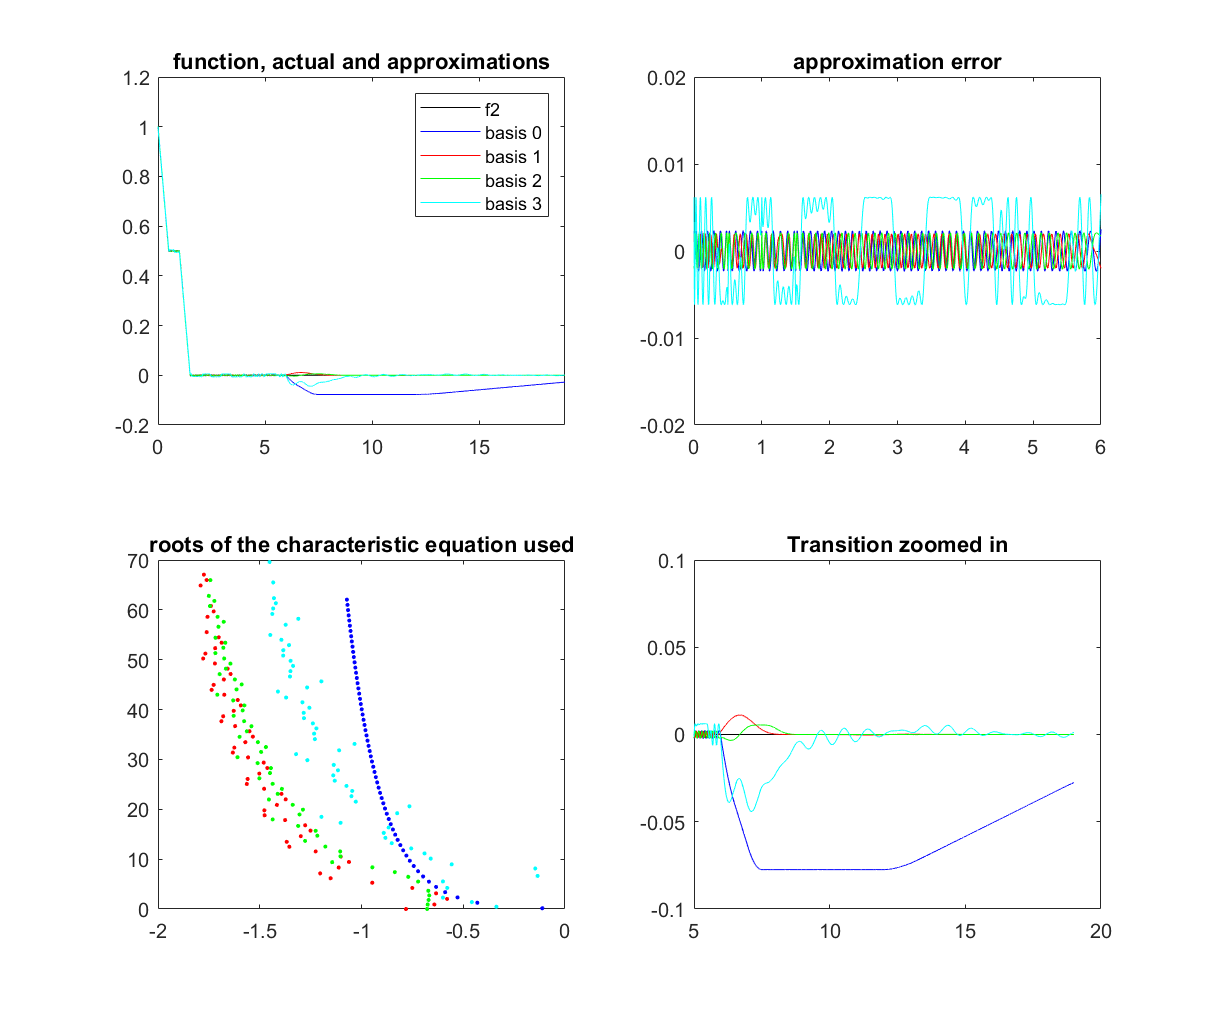 function, actual and approximations
1.2
1
0.8
0.6
0.4
0.2
0
-0.2
0 5 10 15
f2
basis 0
basis 1
basis 2
basis 3
approximation error
0.02
0.01
0
-0.01
-0.02
0 1 2 3 4 5 6
roots of the characteristic equation used
70
60
50
40
30
20
10
0
-2 -1.5 -1 -0.5 0
Transition zoomed in
0.1
0.05
0
-0.05
-0.1
5 10 15 20